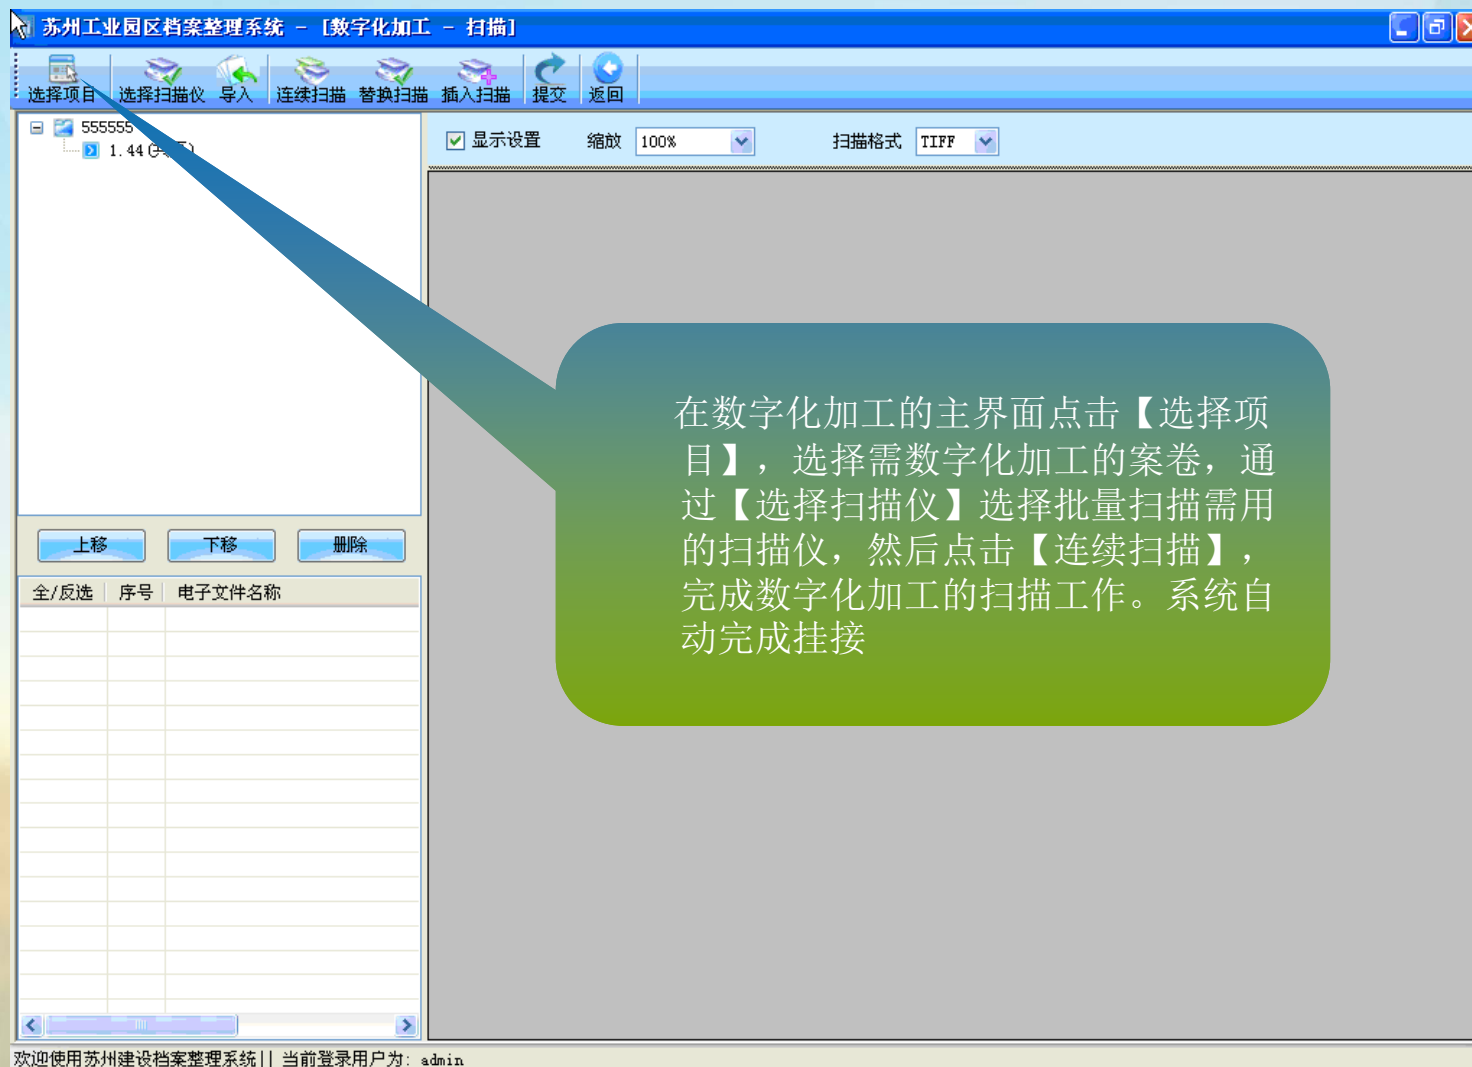 苏州工业园区档案整理系统 - [数字化加工 - 扫描]
选择项目 选择扫描仪 导入 连续扫描 替换扫描 插入扫描 提交 返回
555555
1.44(共
显示设置 缩放 100% 扫描格式 TIFF
在数字化加工的主界面点击【选择项
目】，选择需数字化加工的案卷，通
过【选择扫描仪】选择批量扫描需用
的扫描仪，然后点击【连续扫描】，
完成数字化加工的扫描工作。系统自
动完成挂接
上移 下移 删除
全/反选 序号 电子文件名称
欢迎使用苏州建设档案整理系统|| 当前登录用户为: admin